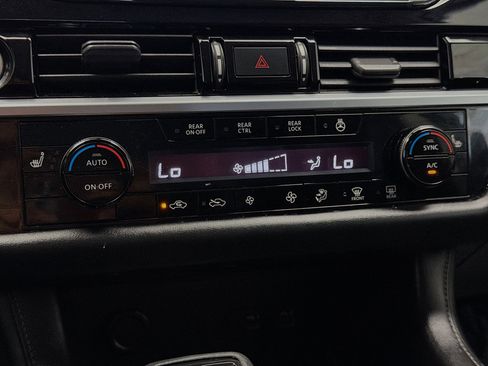 REAR
ON·OFF
REAR
CTRL
REAR
LOCK
AUTO
ON·OFF
Lo
Lo
SYNC
A/C
FRONT
REAR